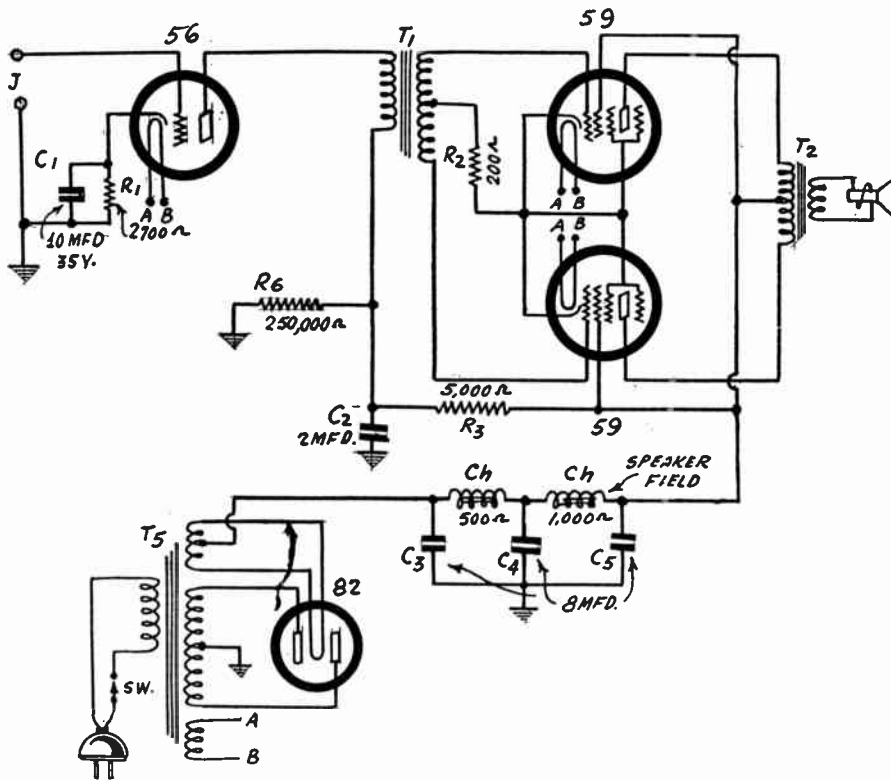 56
T1
59
J
C1
R1
A B
10 MFD
35V.
2700Ω
R2
200Ω
A B
A B
T2
R6
250,000Ω
5,000Ω
R3
59
C2
2MFD.
Ch
Ch
SPEAKER
FIELD
500Ω
1,000Ω
C3
C4
C5
8MFD.
T5
82
SW.
A
B